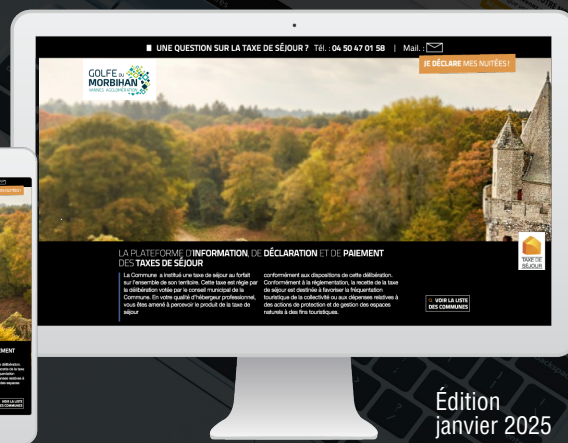 UNE QUESTION SUR LA TAXE DE SÉJOUR ? Tél. : 04 50 47 01 58 | Mail. :
JE DÉCLARE MES NUITÉES !
GOLFE DU
MORBIHAN
VANNES AGGLOMÉRATION
LA PLATEFORME D'INFORMATION, DE DÉCLARATION ET DE PAIEMENT
DES TAXES DE SÉJOUR
La Commune a institué une taxe de séjour au forfait
sur l'ensemble de son territoire. Cette taxe est régie par
la délibération votée par le conseil municipal de la
Commune. En votre qualité d'hébergeur professionnel,
vous êtes amené à percevoir le produit de la taxe de
séjour
conformément aux dispositions de cette délibération.
Conformément à la réglementation, la recette de la taxe
de séjour est destinée à favoriser la fréquentation
touristique de la collectivité ou aux dépenses relatives à
des actions de protection et de gestion des espaces
naturels à des fins touristiques.
TAXE DE
SÉJOUR
VOIR LA LISTE
DES COMMUNES
Édition
janvier 2025